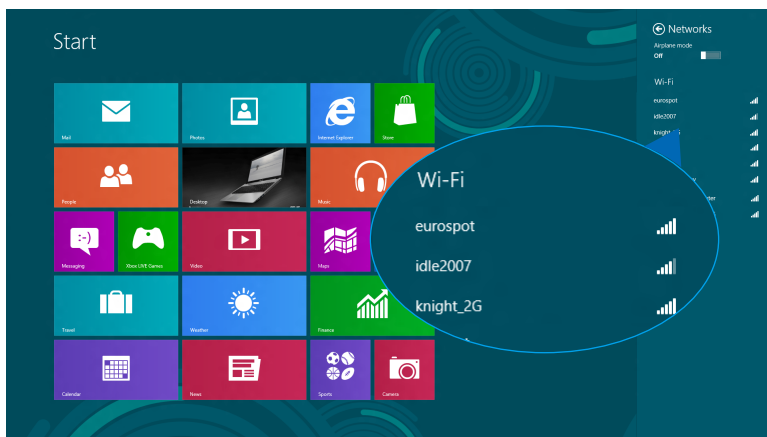 Start
Mail
Photos
Internet Explorer
Store
People
Desktop
Music
Messaging
Xbox LIVE Games
Video
Maps
Travel
Weather
Finance
Calendar
News
Sports
Camera
Networks
Airplane mode
Off
Wi-Fi
eurospot
idle2007
Wi-Fi
eurospot
idle2007
knight_2G